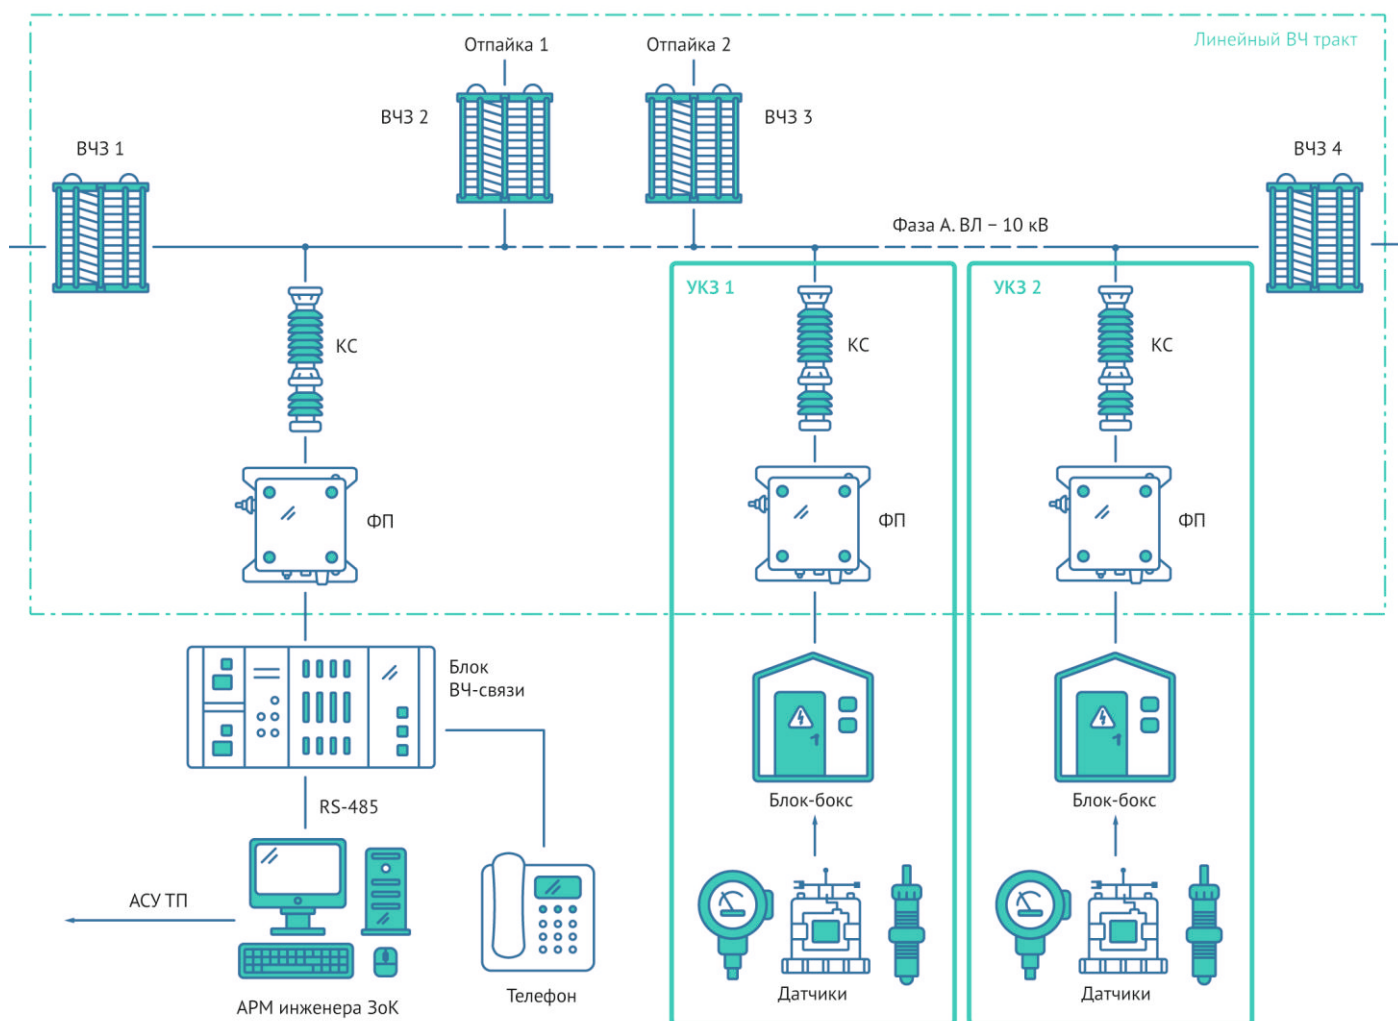 Отпайка 1
Отпайка 2
Линейный ВЧ тракт
ВЧЗ 2
ВЧЗ 3
ВЧЗ 1
ВЧЗ 4
Фаза А. ВЛ – 10 кВ
УКЗ 1
УКЗ 2
КС
КС
КС
ФП
ФП
ФП
Блок
ВЧ-связи
RS-485
Блок-бокс
Блок-бокс
АСУ ТП
АРМ инженера ЗоК
Телефон
Датчики
Датчики